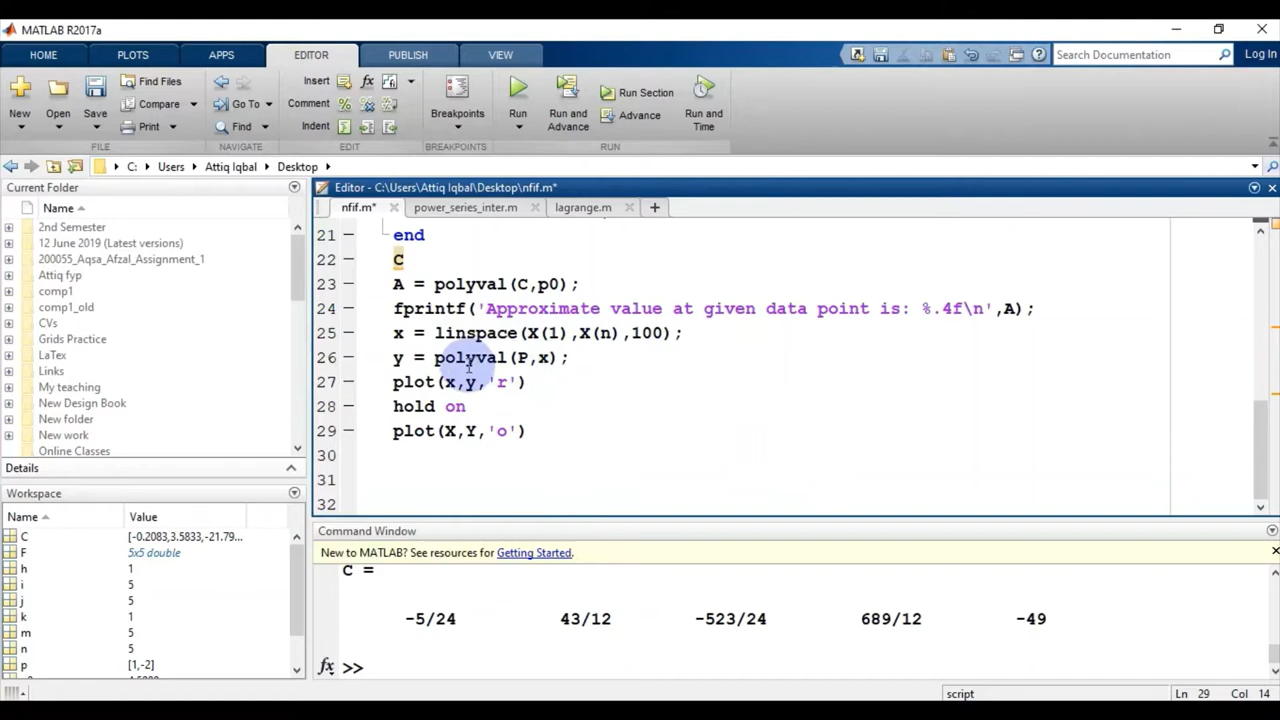 MATLAB R2017a
HOME PLOTS APPS EDITOR PUBLISH VIEW Search Documentation Log In
New Open Save Find Files Compare Print Go To Find Insert Comment Indent fx Breakpoints Run Run and Advance Run Section Advance Run and Time
FILE NAVIGATE EDIT BREAKPOINTS RUN
C: Users Attiq Iqbal Desktop
Current Folder
Name
2nd Semester
12 June 2019 (Latest versions)
200055_Aqsa_Afzal_Assignment_1
Attiq fyp
comp1
comp1_old
CVs
Grids Practice
LaTex
Links
My teaching
New Design Book
New folder
New work
Online Classes
Details
Workspace
Name Value
C [-0.2083,3.5833,-21.79...
F 5x5 double
h 1
i 5
j 5
k 1
m 5
n 5
p [1,-2]
Editor - C:\Users\Attiq Iqbal\Desktop\nfif.m*
nfif.m* power_series_inter.m lagrange.m
21 end
22 C
23 A = polyval(C,p0);
24 fprintf('Approximate value at given data point is: %.4f\n',A);
25 x = linspace(X(1),X(n),100);
26 y = polyval(P,x);
27 plot(x,y,'r')
28 hold on
29 plot(X,Y,'o')
30
31
32
Command Window
New to MATLAB? See resources for Getting Started.
C =
-5/24 43/12 -523/24 689/12 -49
fx >>
script Ln 29 Col 14